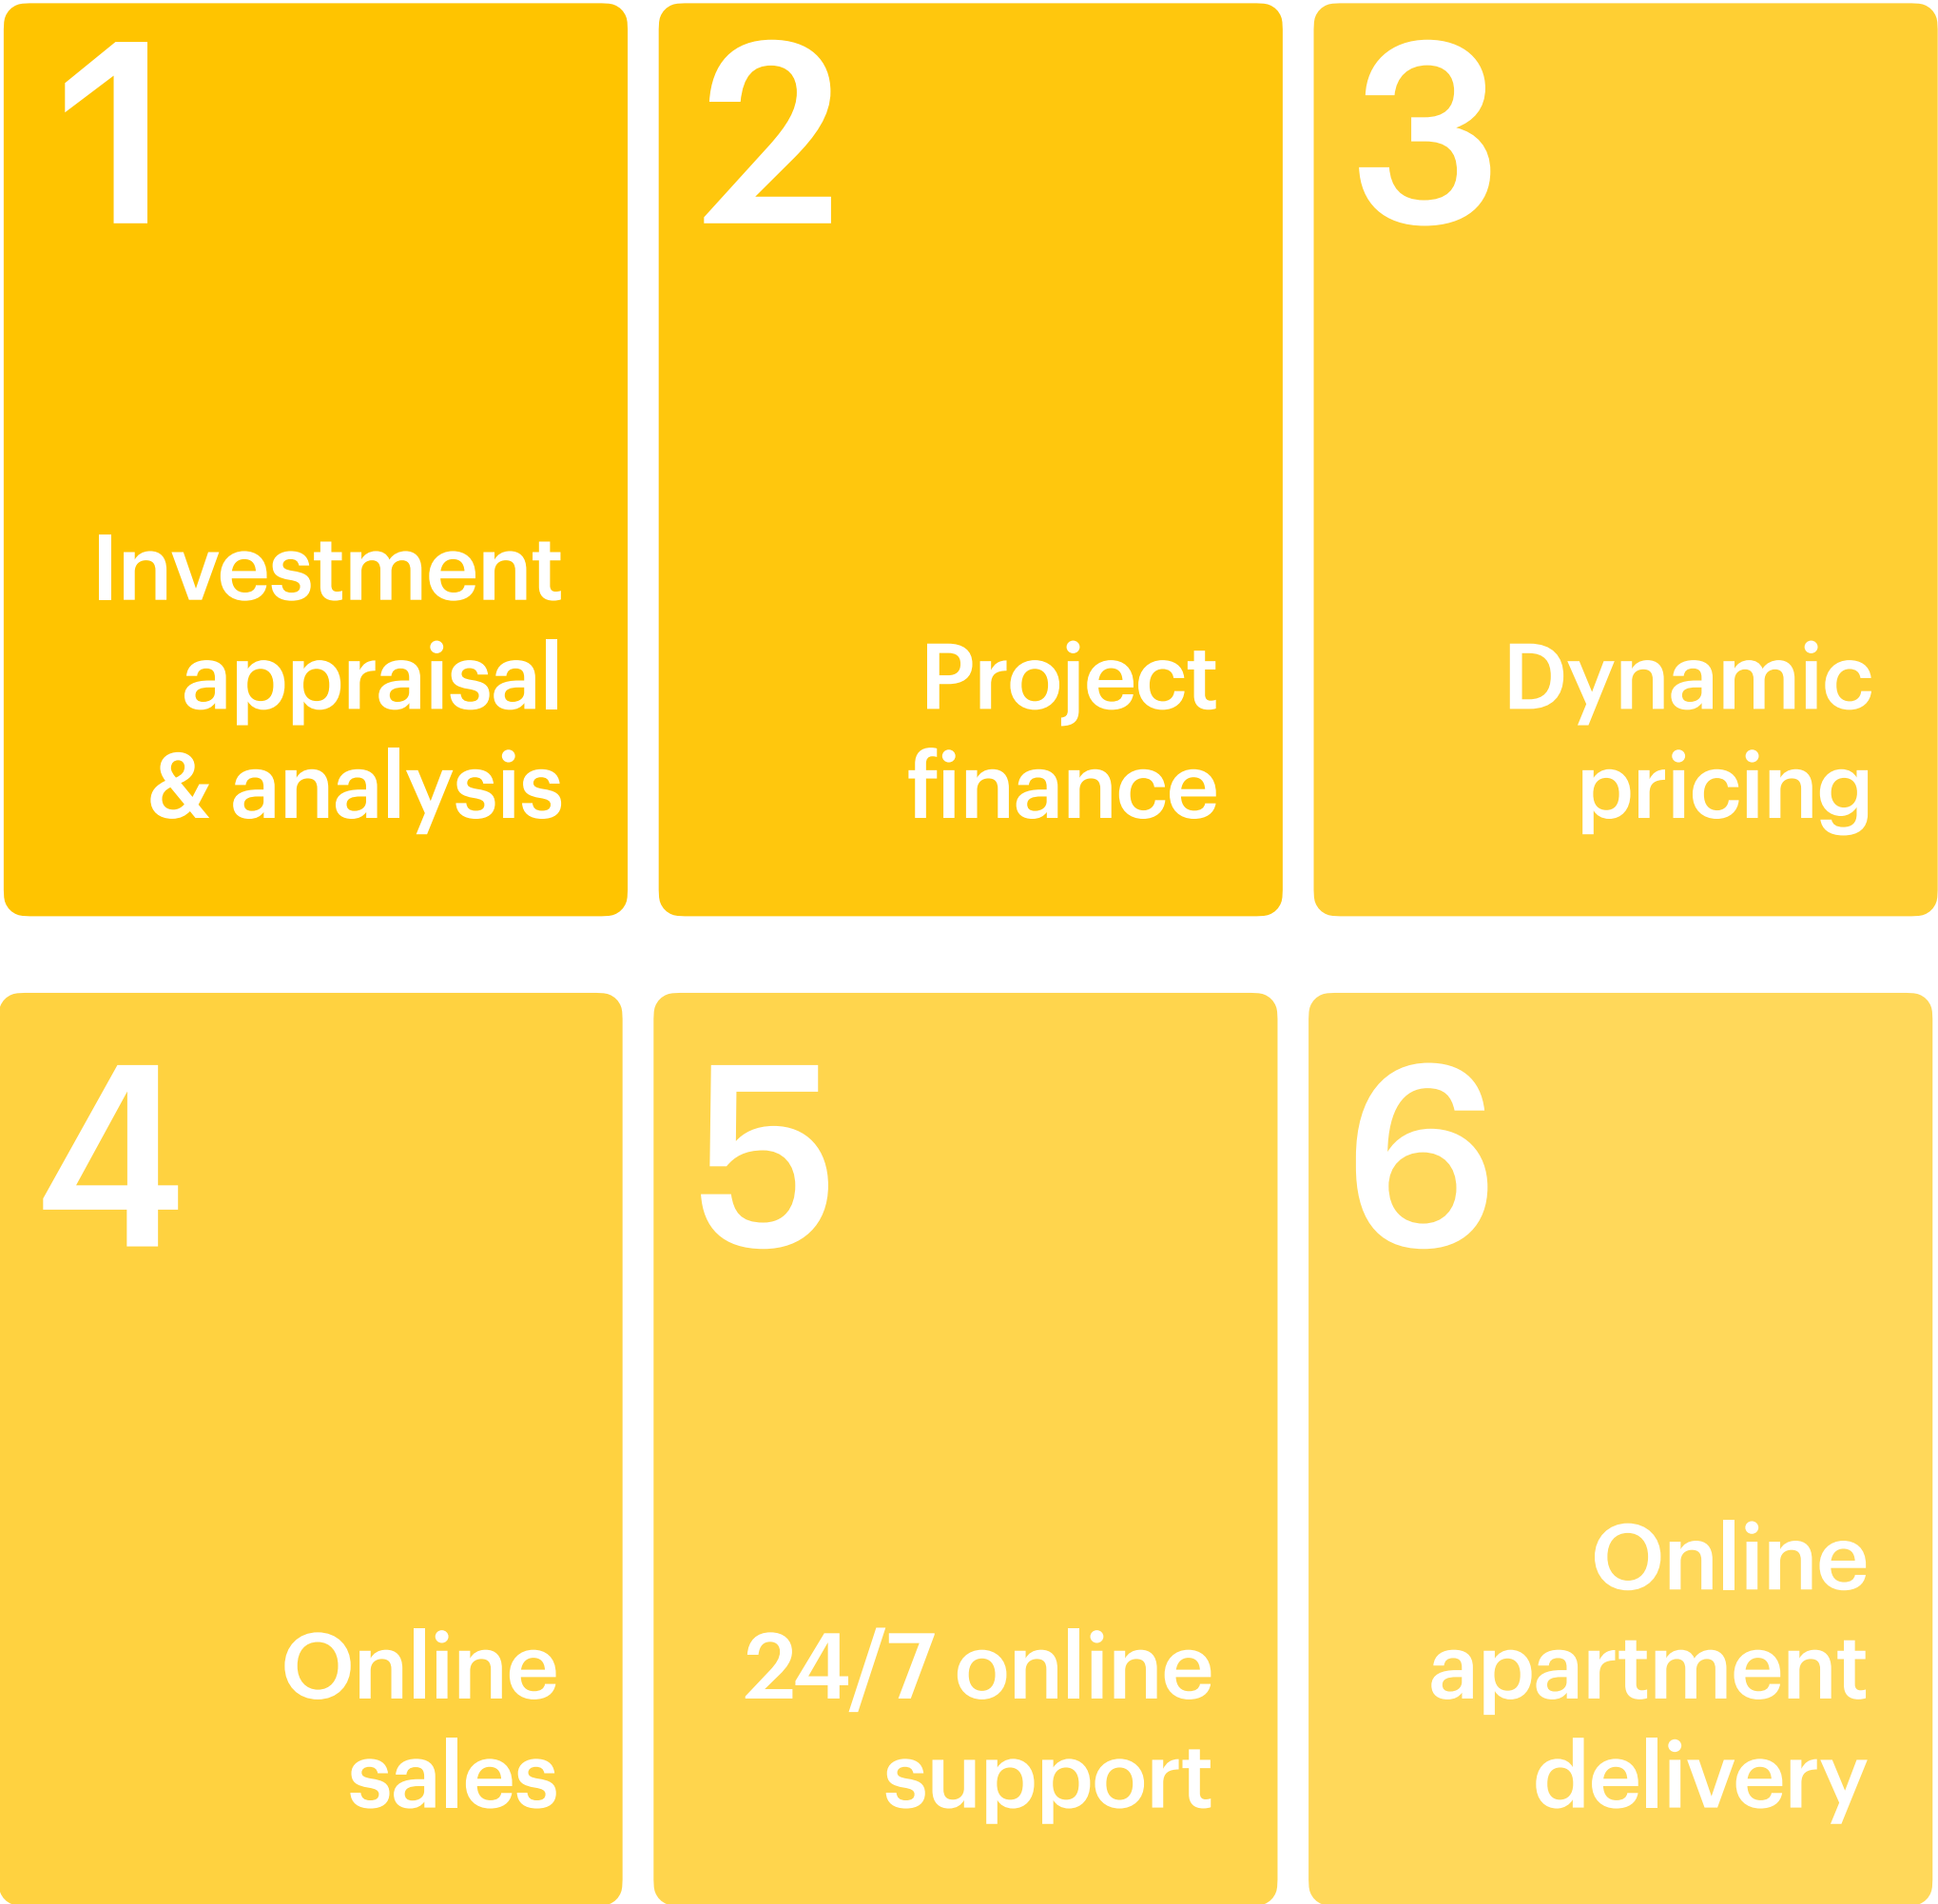 1
Investment
appraisal
& analysis
2
Project
finance
3
Dynamic
pricing
4
Online
sales
5
24/7 online
support
6
Online
apartment
delivery